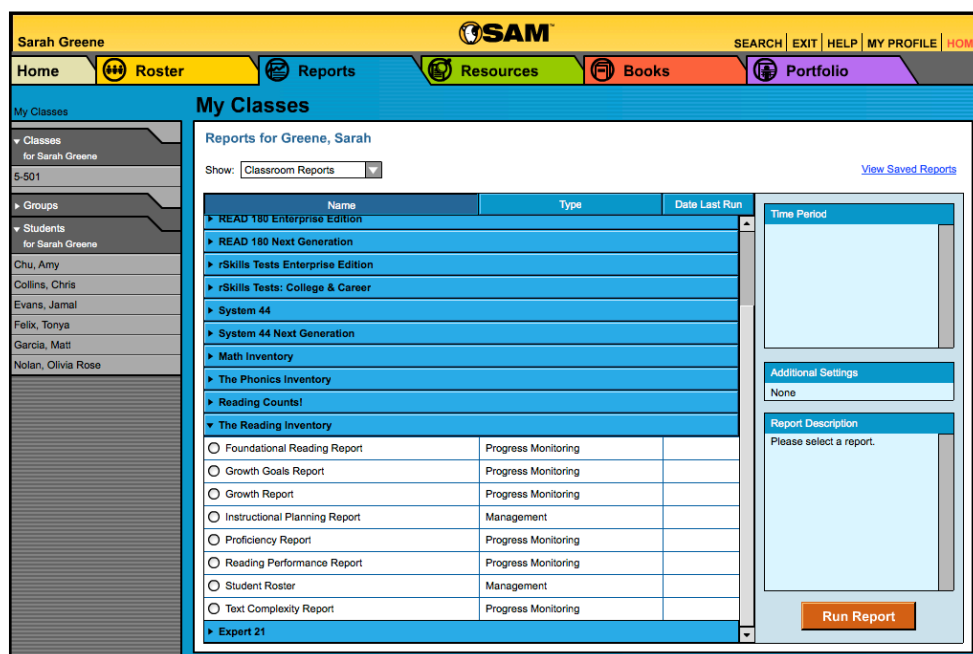 Sarah Greene
SAM
SEARCH EXIT HELP MY PROFILE HOM
Home Roster Reports Resources Books Portfolio
My Classes
My Classes
Classes
for Sarah Greene
5-501
Groups
Students
for Sarah Greene
Chu, Amy
Collins, Chris
Evans, Jamal
Felix, Tonya
Garcia, Matt
Nolan, Olivia Rose
Reports for Greene, Sarah
Show: Classroom Reports
View Saved Reports
Name Type Date Last Run
READ 180 Enterprise Edition
READ 180 Next Generation
rSkills Tests Enterprise Edition
rSkills Tests: College & Career
System 44
System 44 Next Generation
Math Inventory
The Phonics Inventory
Reading Counts!
The Reading Inventory
Foundational Reading Report Progress Monitoring
Growth Goals Report Progress Monitoring
Growth Report Progress Monitoring
Instructional Planning Report Management
Proficiency Report Progress Monitoring
Reading Performance Report Progress Monitoring
Student Roster Management
Text Complexity Report Progress Monitoring
Expert 21
Time Period
Additional Settings
None
Report Description
Please select a report.
Run Report